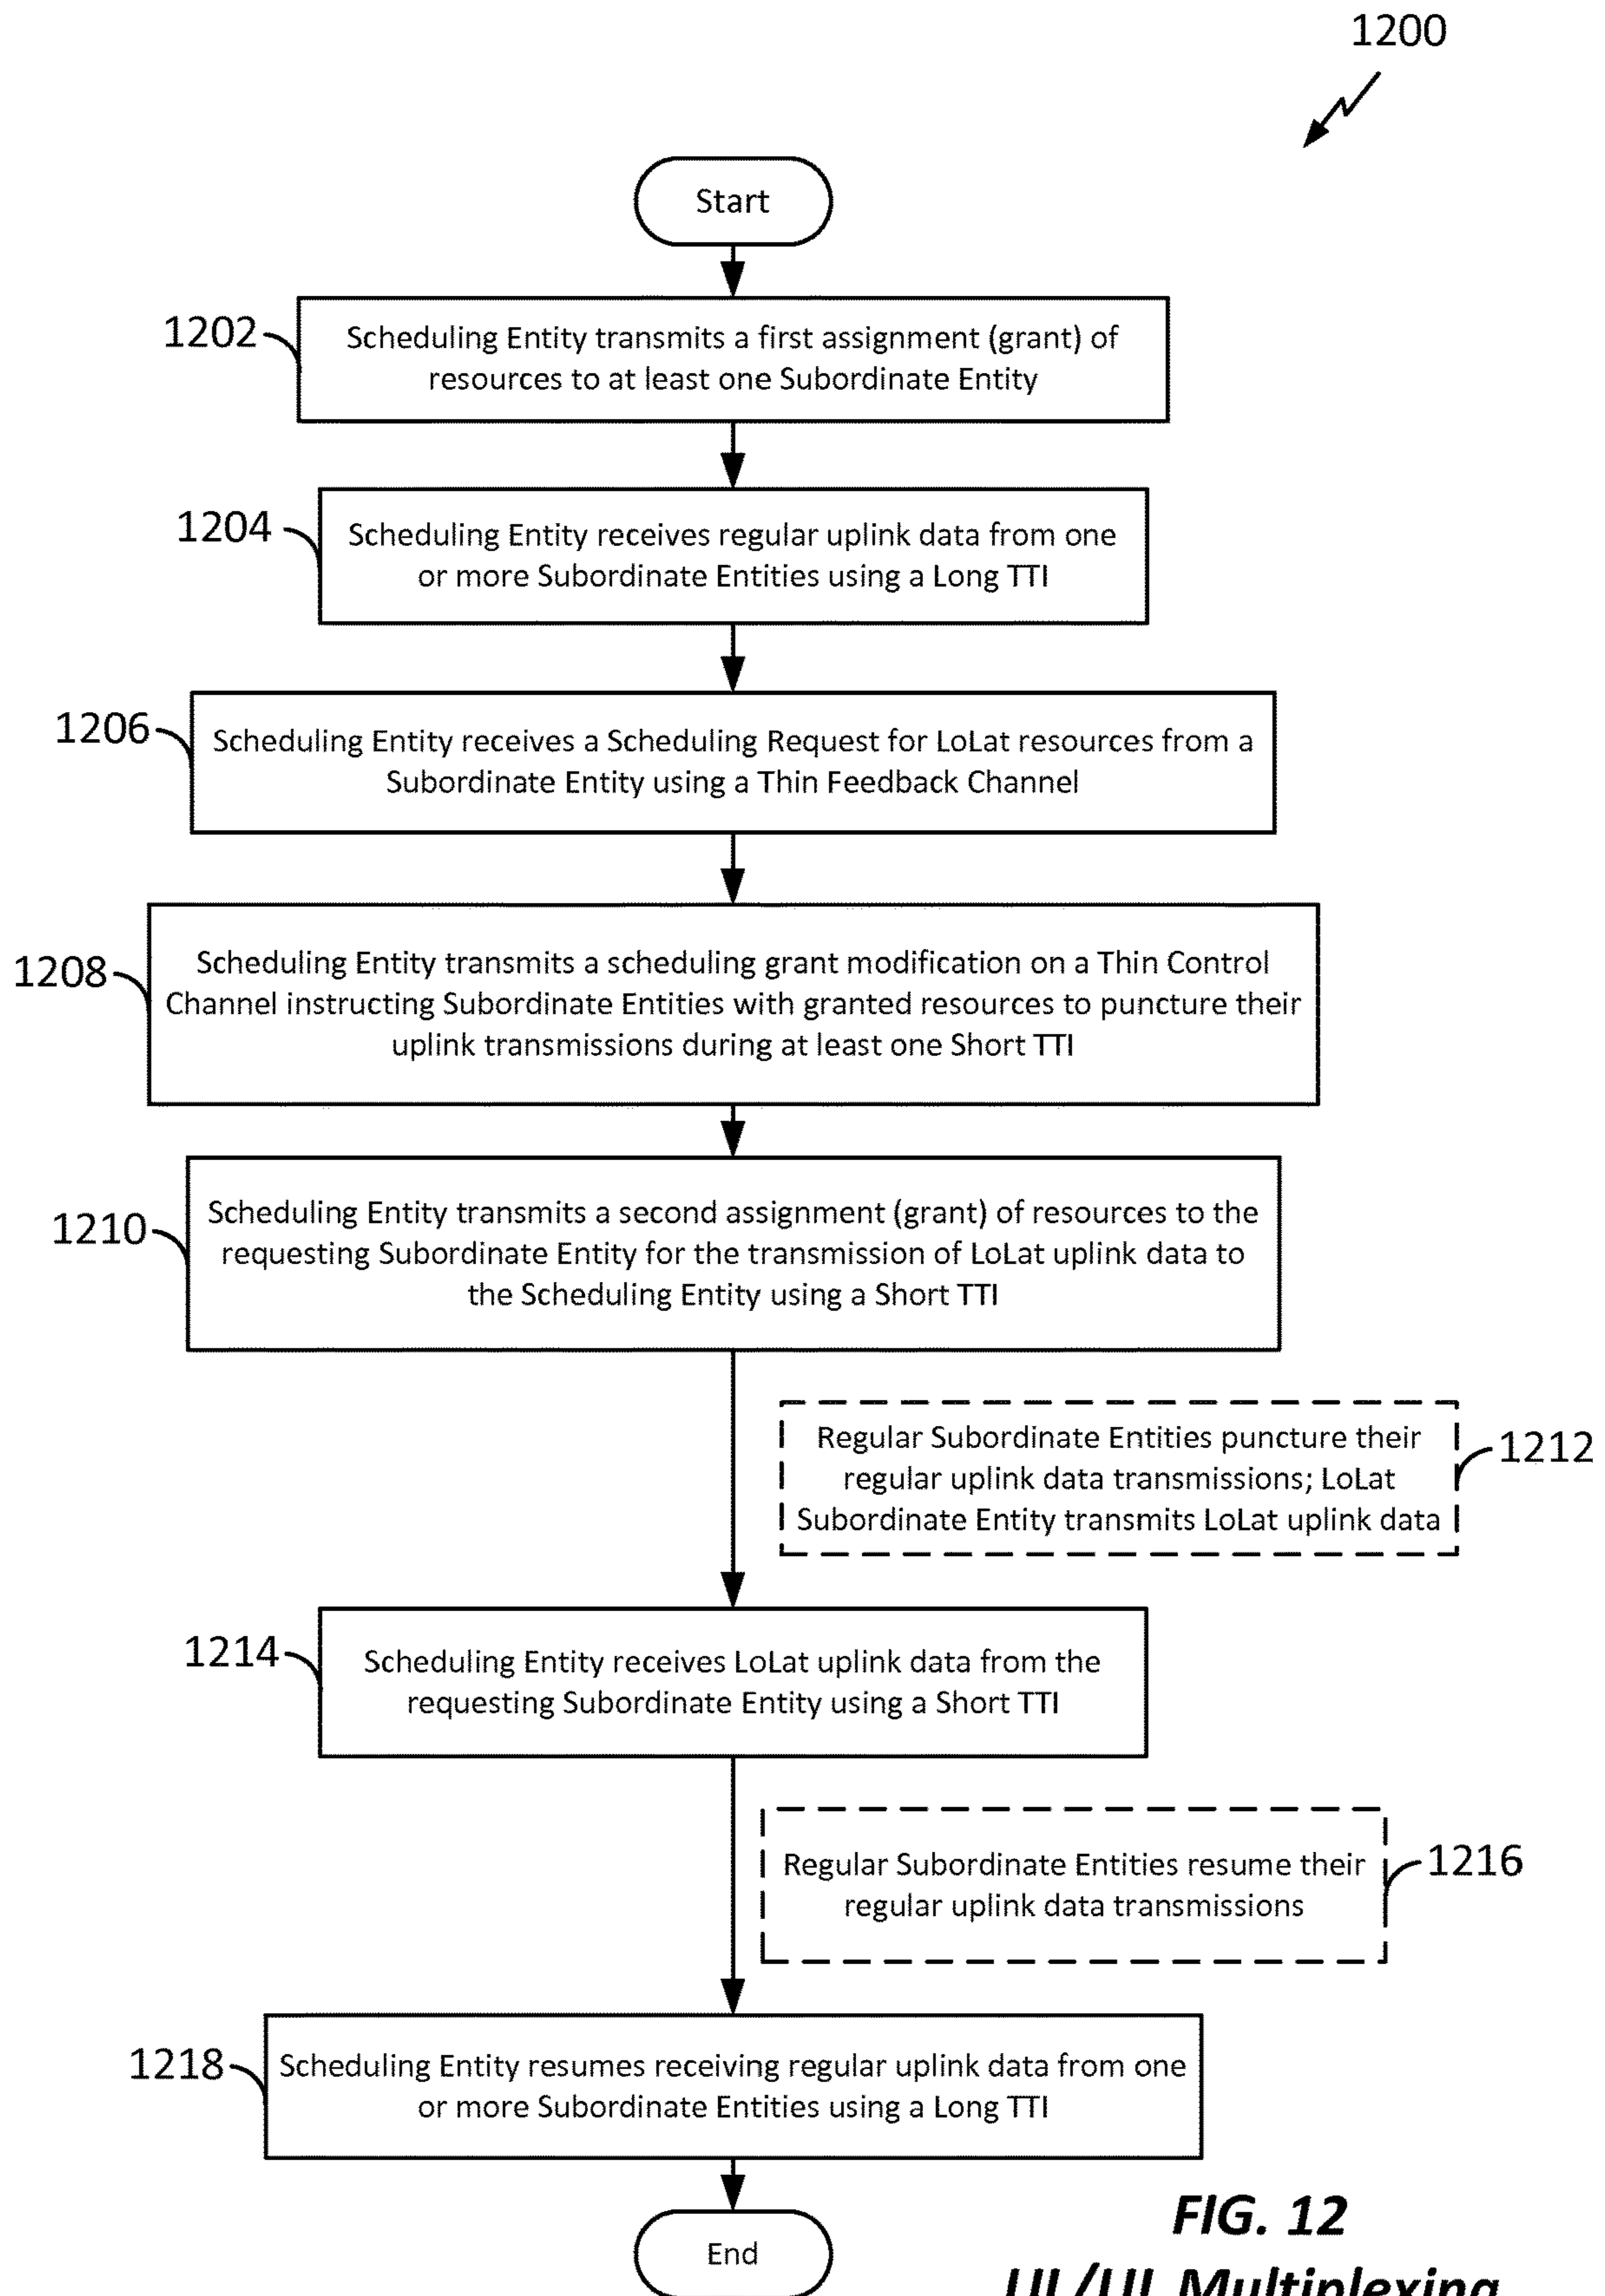 1200
Start
1202
Scheduling Entity transmits a first assignment (grant) of
resources to at least one Subordinate Entity
1204
Scheduling Entity receives regular uplink data from one
or more Subordinate Entities using a Long TTI
1206
Scheduling Entity receives a Scheduling Request for LoLat resources from a
Subordinate Entity using a Thin Feedback Channel
1208
Scheduling Entity transmits a scheduling grant modification on a Thin Control
Channel instructing Subordinate Entities with granted resources to puncture their
uplink transmissions during at least one Short TTI
1210
Scheduling Entity transmits a second assignment (grant) of resources to the
requesting Subordinate Entity for the transmission of LoLat uplink data to
the Scheduling Entity using a Short TTI
Regular Subordinate Entities puncture their
regular uplink data transmissions; LoLat
Subordinate Entity transmits LoLat uplink data
1212
1214
Scheduling Entity receives LoLat uplink data from the
requesting Subordinate Entity using a Short TTI
Regular Subordinate Entities resume their
regular uplink data transmissions
1216
1218
Scheduling Entity resumes receiving regular uplink data from one
or more Subordinate Entities using a Long TTI
End
FIG. 12
UL/UL Multiplexing